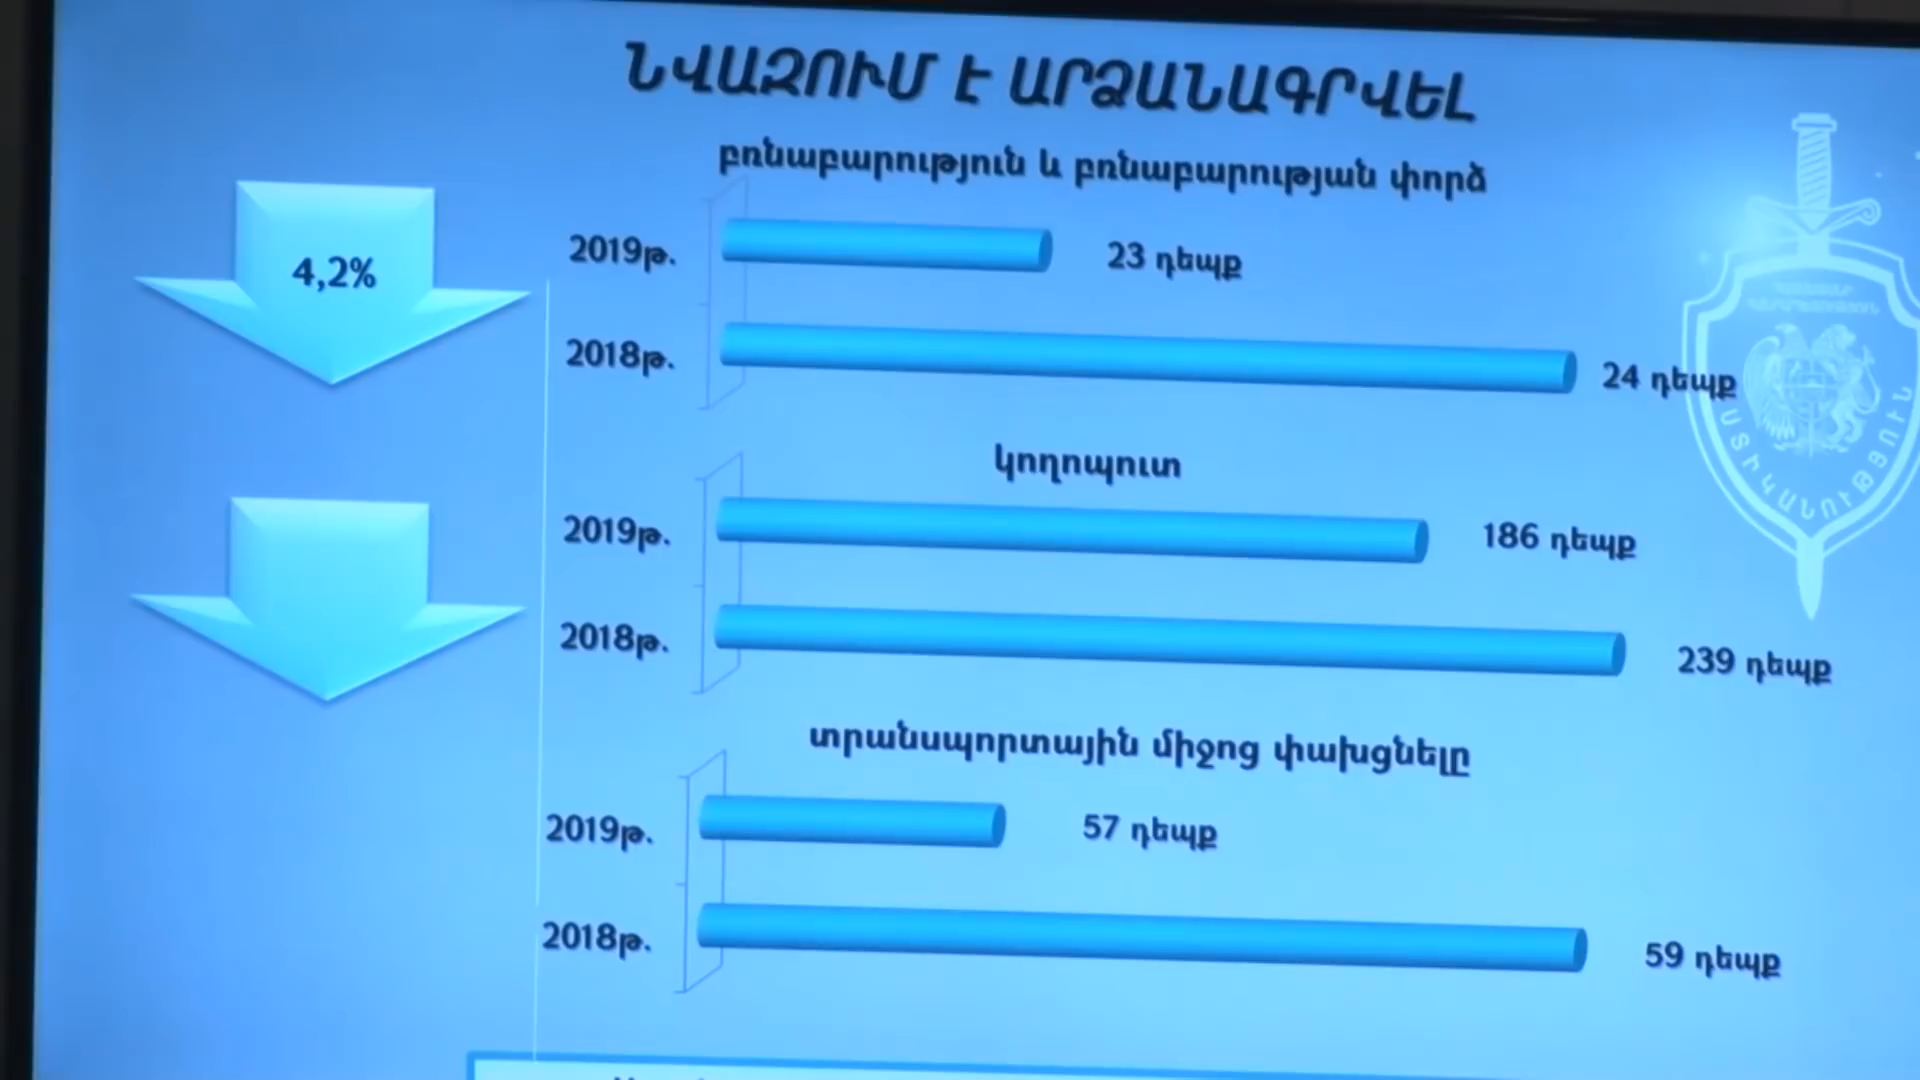 ՆՎԱԶՈՒՄ Է ԱՐՁԱՆԱԳՐՎԵԼ
բռնաբարություն և բռնաբարության փորձ
4,2%
2019թ. 23 դեպք
2018թ. 24 դեպք
կողոպուտ
2019թ. 186 դեպք
2018թ. 239 դեպք
տրանսպորտային միջոց փախցնելը
2019թ. 57 դեպք
2018թ. 59 դեպք
ՈՍՏԻԿԱՆՈՒԹՅՈՒՆ